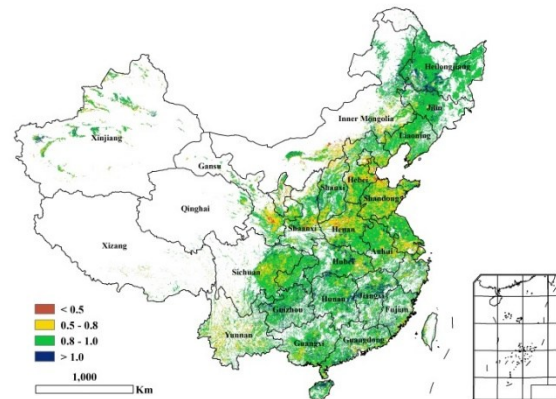 Heilongjiang
Jilin
Liaoning
Inner Mongolia
Xinjiang
Gansu
Hebei
Shanxi
Shandong
Qinghai
Shaanxi
Henan
Xizang
Anhui
Sichuan
Hubei
Hunan
Jiangxi
Guizhou
Fujian
Yunnan
Guangxi
Guangdong
< 0.5
0.5 - 0.8
0.8 - 1.0
> 1.0
1,000
Km